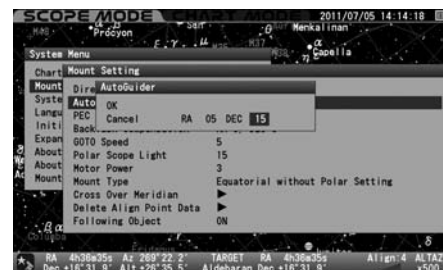 SCOPE MODE
2011/07/05 14:14:18
Procyon
Menkalinan
Capella
System Menu
Chart
Mount Setting
Mount
Dire
AutoGuider
Syste
Auto
OK
Langu
PEC
Cancel RA 05 DEC 15
Initi
Back
Expan
GOTO Speed 5
About
Polar Scope Light 15
About
Motor Power 3
Mount
Mount Type Equatorial without Polar Setting
Cross Over Meridian
Delete Align Point Data
Following Object ON
RA 4h36m35s Az 269°22.2' TARGET RA 4h36m35s Align:4 ALTAZ
Dec +16°31.9' Alt +26°35.5' Aldebaran Dec +16°31.9' x500